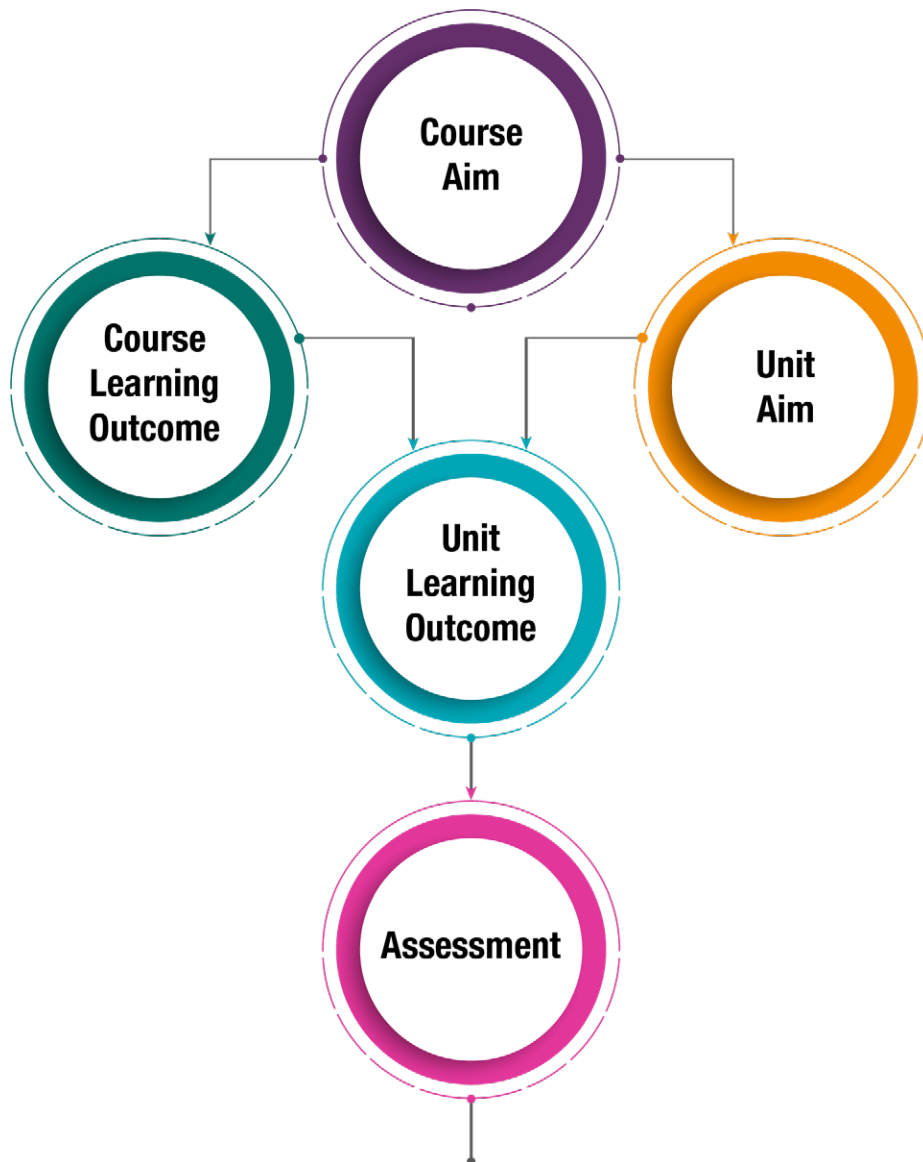 Course
Aim
Course
Learning
Outcome
Unit
Aim
Unit
Learning
Outcome
Assessment